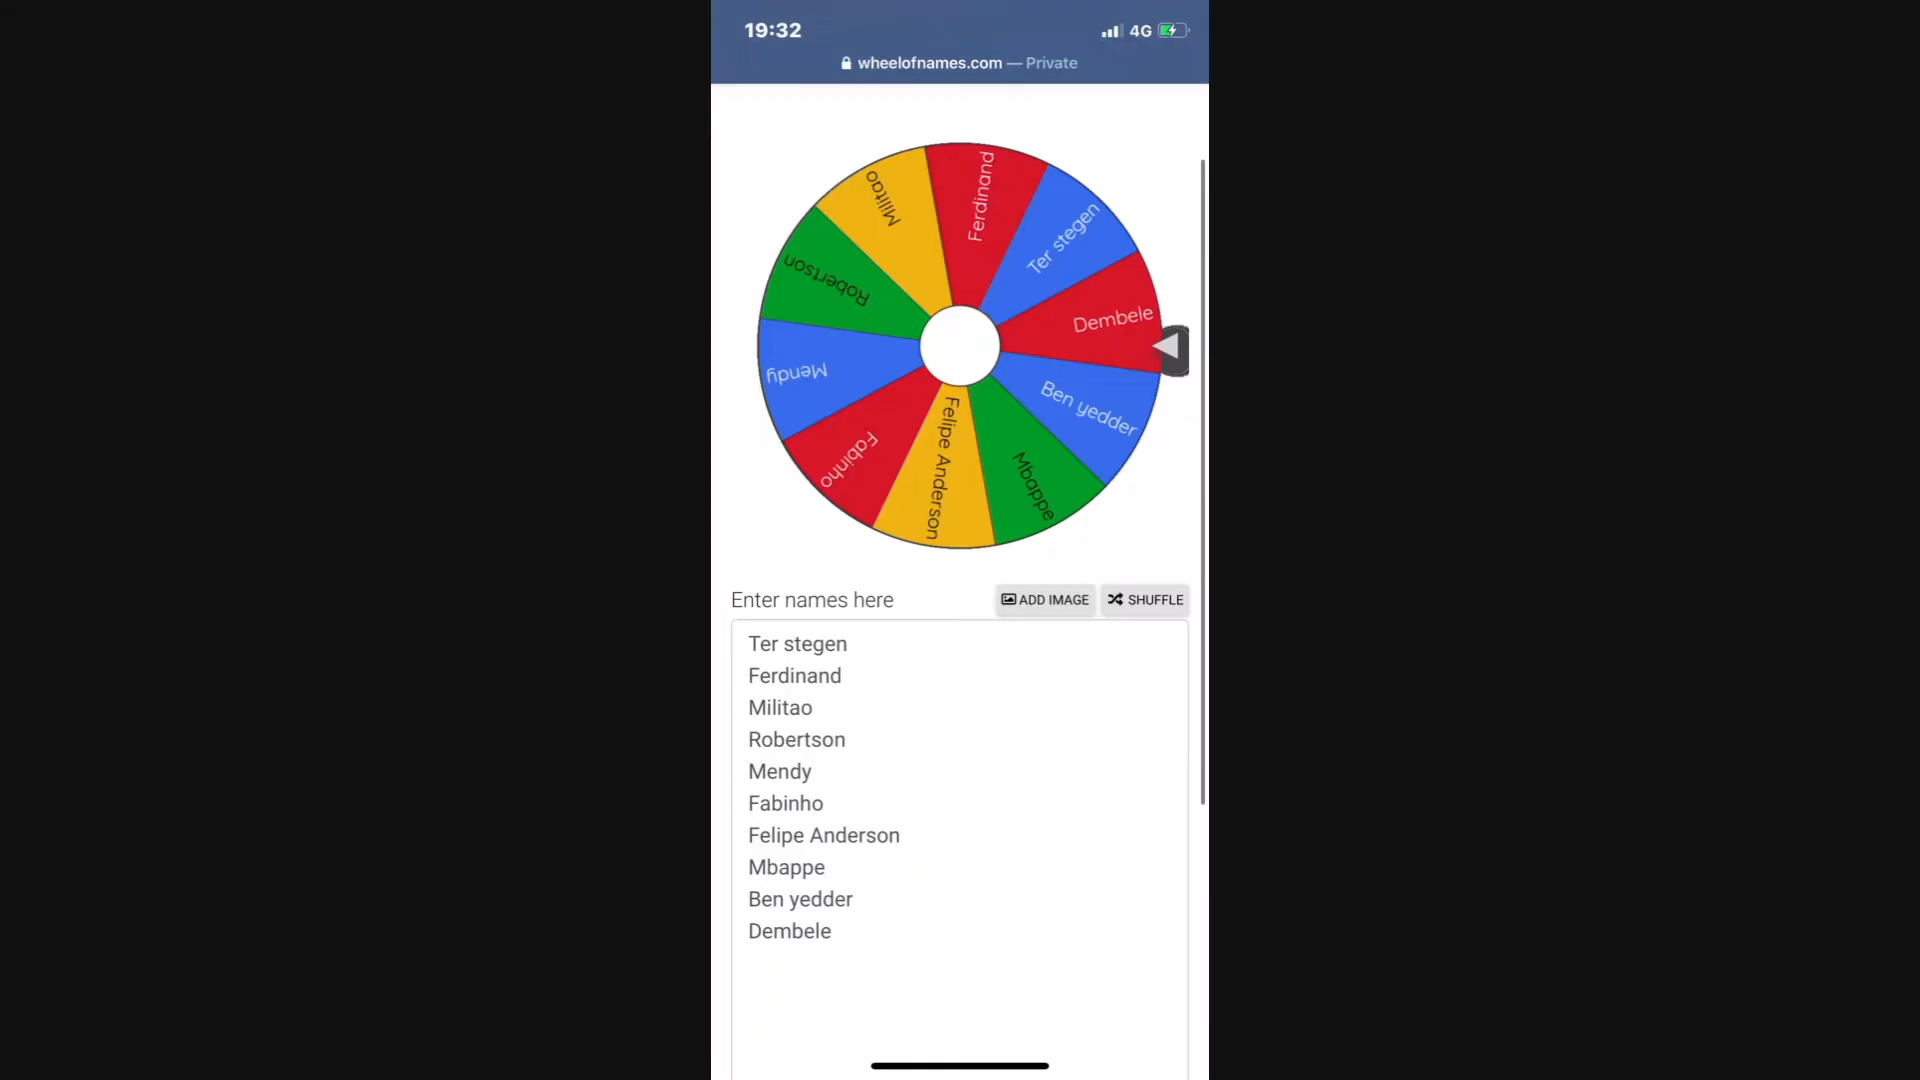 19:32
4G
wheelofnames.com — Private
Militao
Ferdinand
Ter stegen
Robertson
Dembele
Mendy
Ben yedder
Fabinho
Felipe Anderson
Mbappe
Enter names here
ADD IMAGE
SHUFFLE
Ter stegen
Ferdinand
Militao
Robertson
Mendy
Fabinho
Felipe Anderson
Mbappe
Ben yedder
Dembele